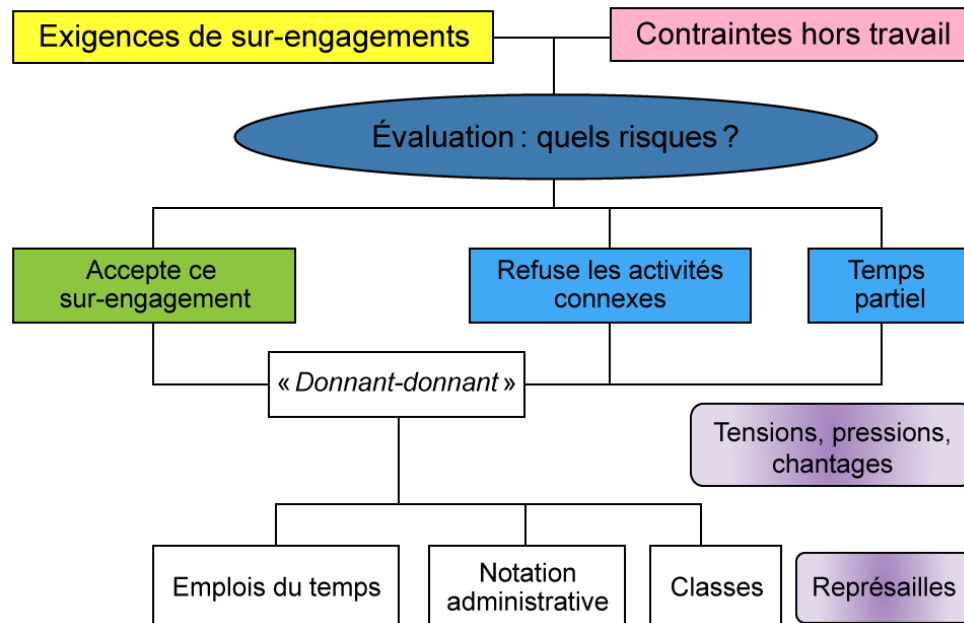 Exigences de sur-engagements
Contraintes hors travail
Évaluation : quels risques ?
Accepte ce
sur-engagement
Refuse les activités
connexes
Temps
partiel
« Donnant-donnant »
Tensions, pressions,
chantages
Emplois du temps
Notation
administrative
Classes
Représailles